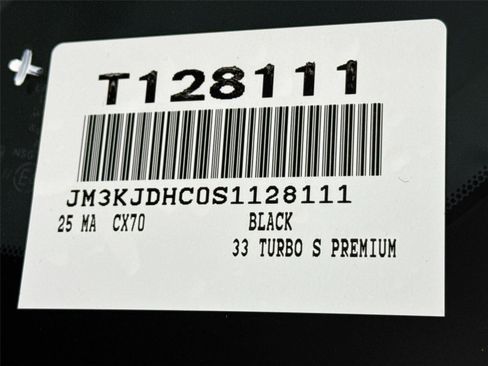 T128111
JM3KJDHC0S1128111
25 MA CX70 BLACK
33 TURBO S PREMIUM